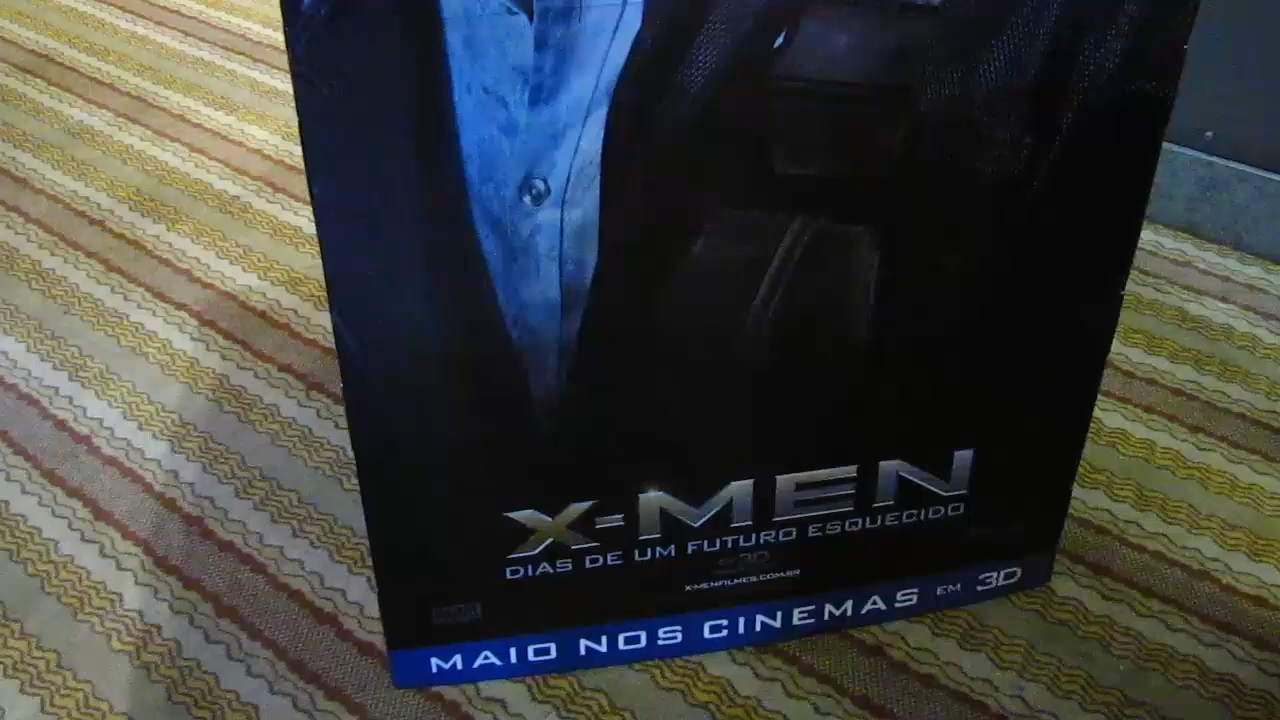 X-MEN
DIAS DE UM FUTURO ESQUECIDO
X-MENFILMES.COM.BR
MAIO NOS CINEMAS EM 3D